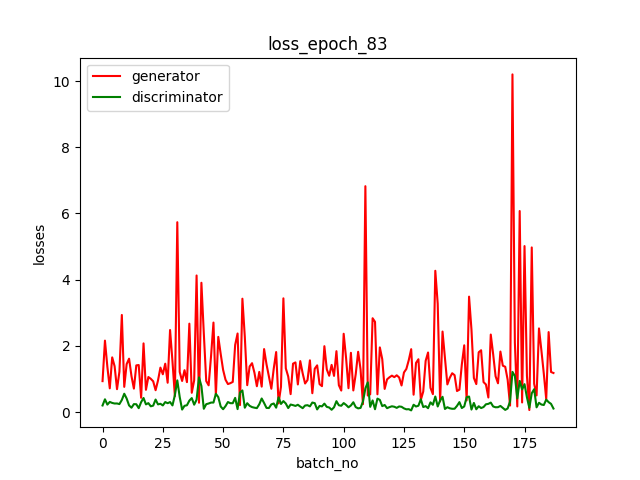 loss_epoch_83
generator
discriminator
losses
10
8
6
4
2
0
0 25 50 75 100 125 150 175
batch_no